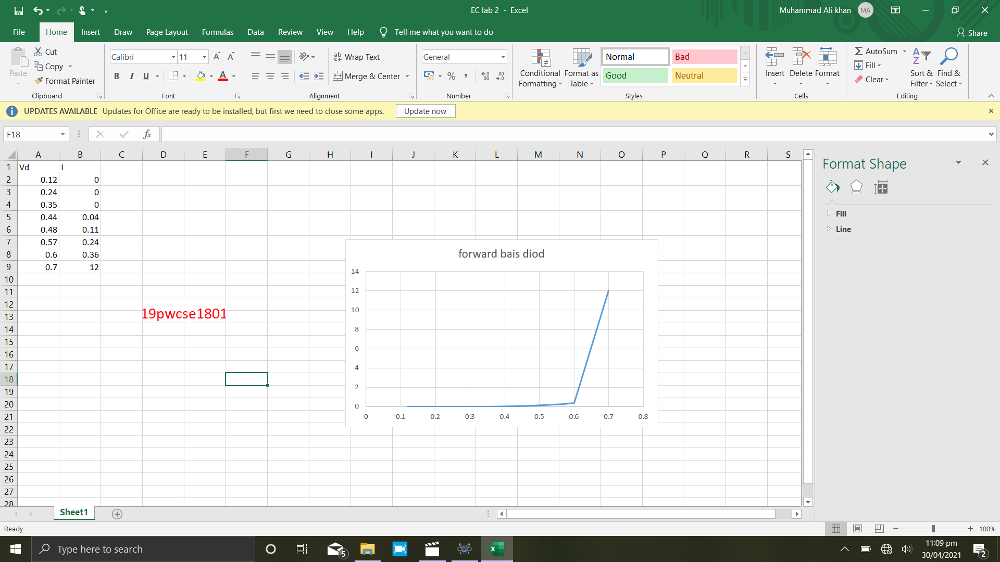 EC lab 2 - Excel
Muhammad Ali khan MA
File Home Insert Draw Page Layout Formulas Data Review View Help Tell me what you want to do Share
Paste Cut Copy Format Painter
Clipboard
Calibri 11
B I U A
Font
ab Wrap Text
Merge & Center
Alignment
General
%
Number
Conditional Formatting
Format as Table
Normal Bad
Good Neutral
Styles
Insert Delete Format
Cells
AutoSum
Fill
Clear
Sort & Filter
Find & Select
Editing
UPDATES AVAILABLE Updates for Office are ready to be installed, but first we need to close some apps. Update now
F18 fx
A B C D E F G H I J K L M N O P Q R S
1 Vd I
2 0.12 0
3 0.24 0
4 0.35 0
5 0.44 0.04
6 0.48 0.11
7 0.57 0.24
8 0.6 0.36
9 0.7 12
10
11
12
13
14
15
16
17
18
19
20
21
22
23
24
25
26
27
28
19pwcse1801
forward bais diod
14
12
10
8
6
4
2
0
0 0.1 0.2 0.3 0.4 0.5 0.6 0.7 0.8
Format Shape
Fill
Line
Sheet1
Ready
100%
Type here to search
5
11:09 pm
30/04/2021
2